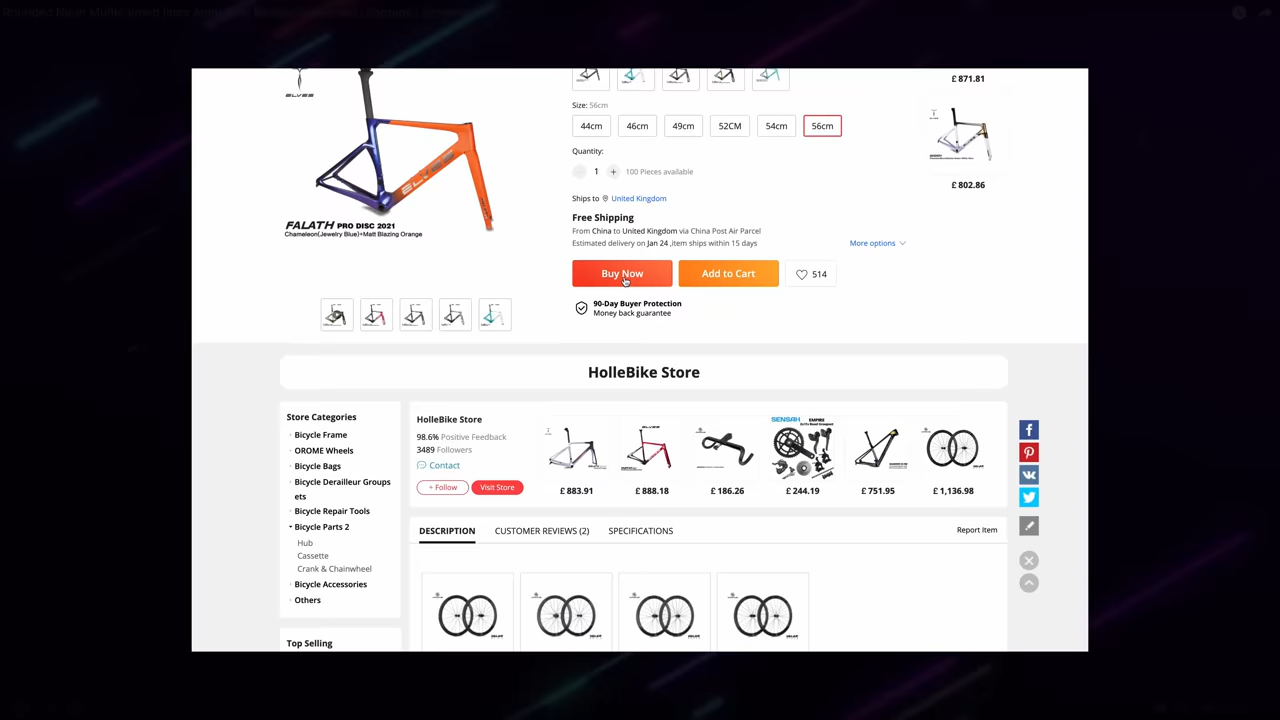 £ 871.81
ELVES
Size: 56cm
44cm
46cm
49cm
52CM
54cm
56cm
Quantity:
1
100 Pieces available
£ 802.86
Ships to United Kingdom
Free Shipping
From China to United Kingdom via China Post Air Parcel
Estimated delivery on Jan 24 ,item ships within 15 days
More options
FALATH PRO DISC 2021
Chameleon(Jewelry Blue)+Matt Blazing Orange
Buy Now
Add to Cart
514
90-Day Buyer Protection
Money back guarantee
HolleBike Store
Store Categories
Bicycle Frame
OROME Wheels
Bicycle Bags
Bicycle Derailleur Groups
ets
Bicycle Repair Tools
Bicycle Parts 2
Hub
Cassette
Crank & Chainwheel
Bicycle Accessories
Others
Top Selling
HolleBike Store
98.6% Positive Feedback
3489 Followers
Contact
+ Follow
Visit Store
SENSAH EMPIRE
£ 883.91
£ 888.18
£ 186.26
£ 244.19
£ 751.95
£ 1,136.98
DESCRIPTION
CUSTOMER REVIEWS (2)
SPECIFICATIONS
Report Item